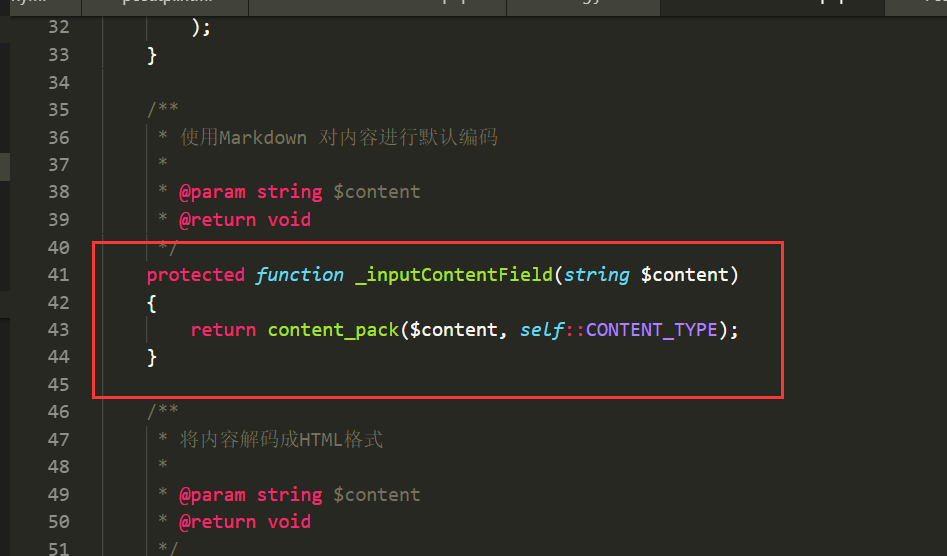 32 );
33 }
34
35 /**
36 * 使用Markdown 对内容进行默认编码
37 *
38 * @param string $content
39 * @return void
40 */
41 protected function _inputContentField(string $content)
42 {
43 return content_pack($content, self::CONTENT_TYPE);
44 }
45
46 /**
47 * 将内容解码成HTML格式
48 *
49 * @param string $content
50 * @return void
51 */